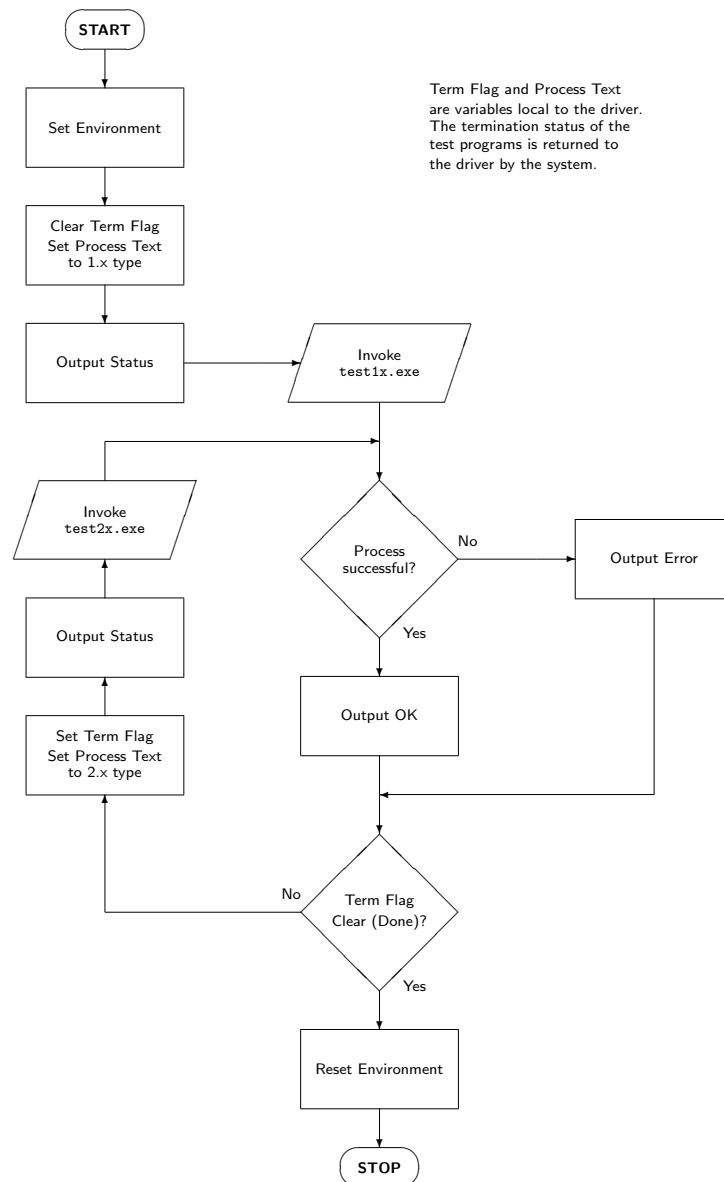 START
Set Environment
Term Flag and Process Text
are variables local to the driver.
The termination status of the
test programs is returned to
the driver by the system.
Clear Term Flag
Set Process Text
to 1.x type
Output Status
Invoke
test1x.exe
Invoke
test2x.exe
Process
successful?
No
Output Error
Yes
Output Status
Output OK
Set Term Flag
Set Process Text
to 2.x type
No
Term Flag
Clear (Done)?
Yes
Reset Environment
STOP